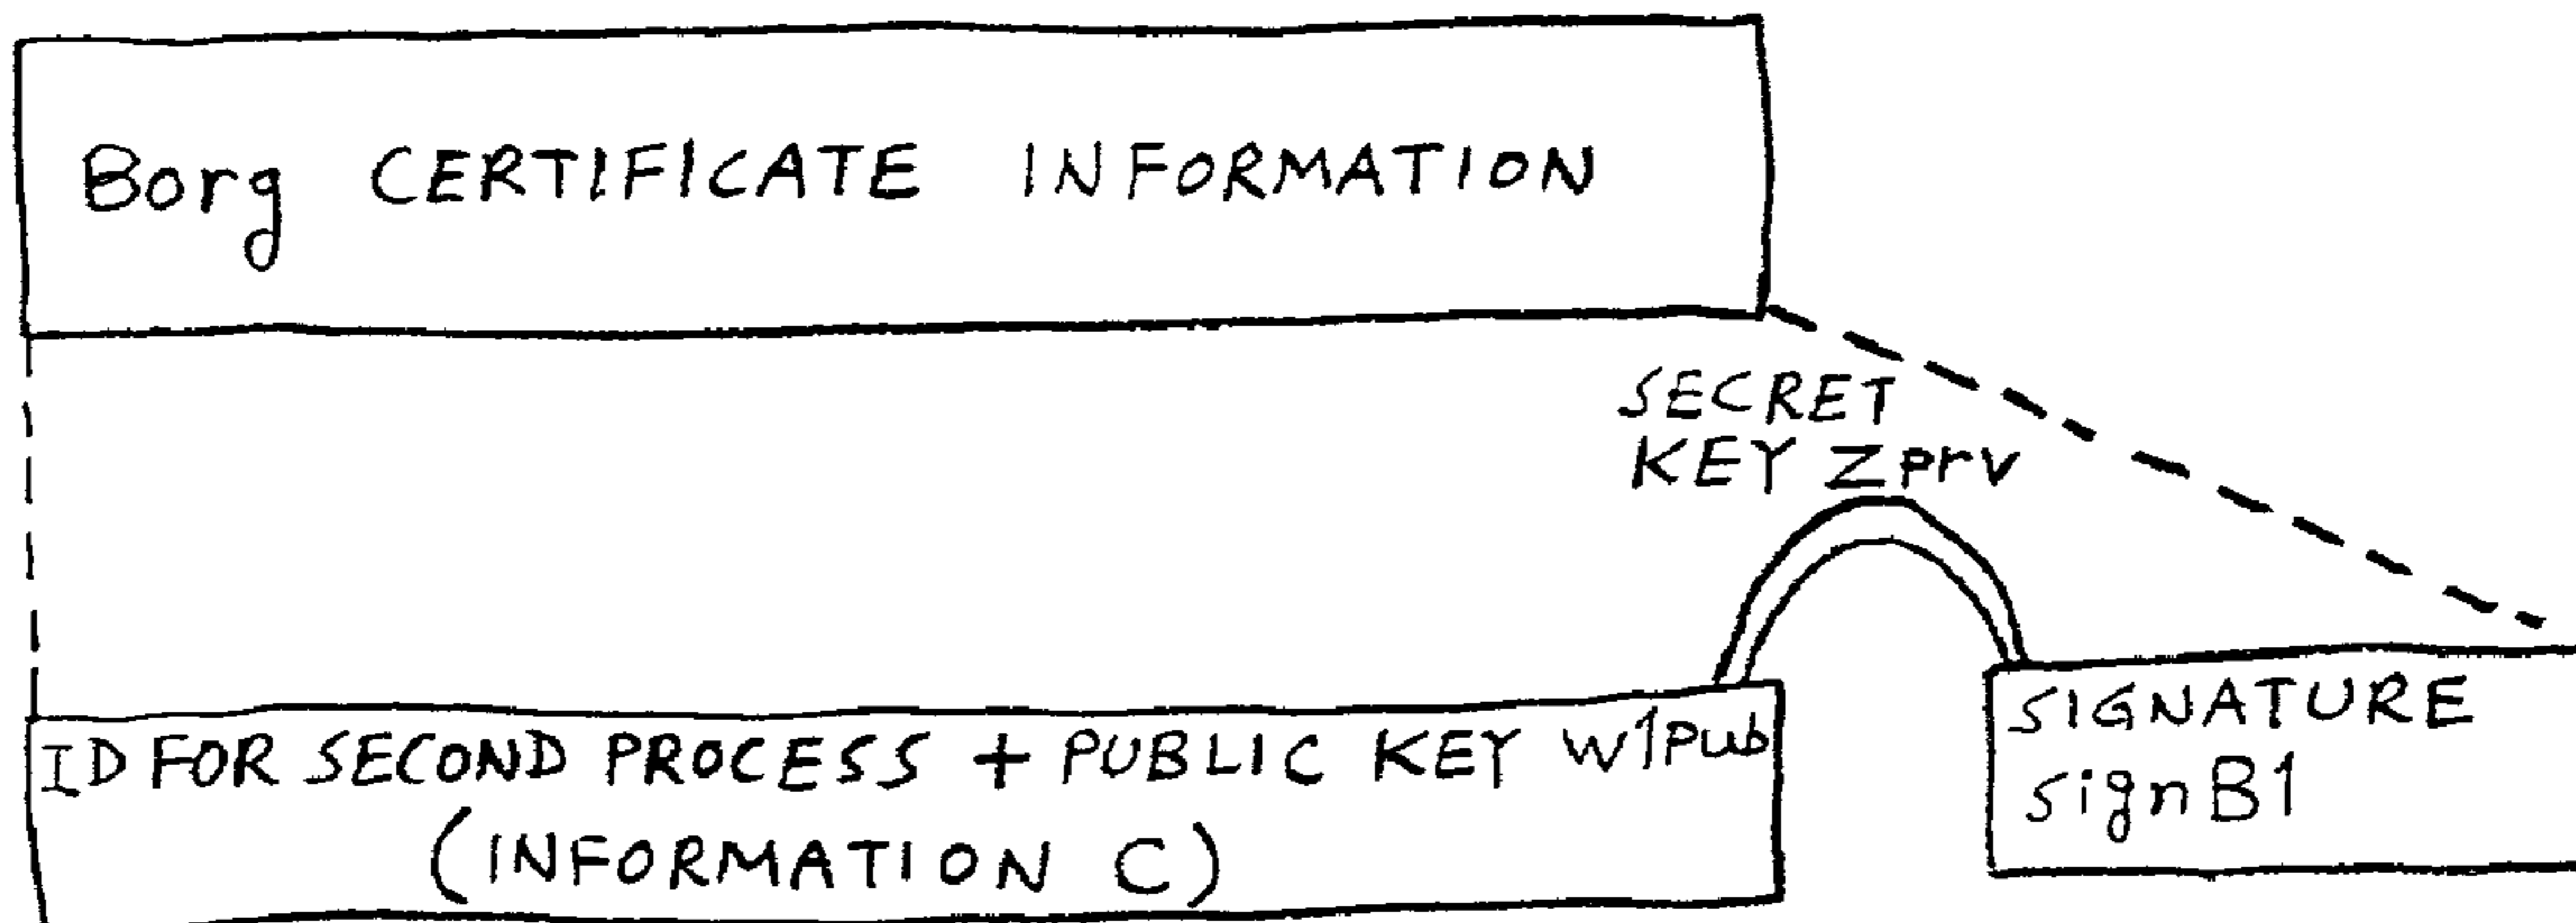 Borg CERTIFICATE INFORMATION
SECRET
KEY Zprv
ID FOR SECOND PROCESS + PUBLIC KEY W1Pub
(INFORMATION C)
SIGNATURE
signB1